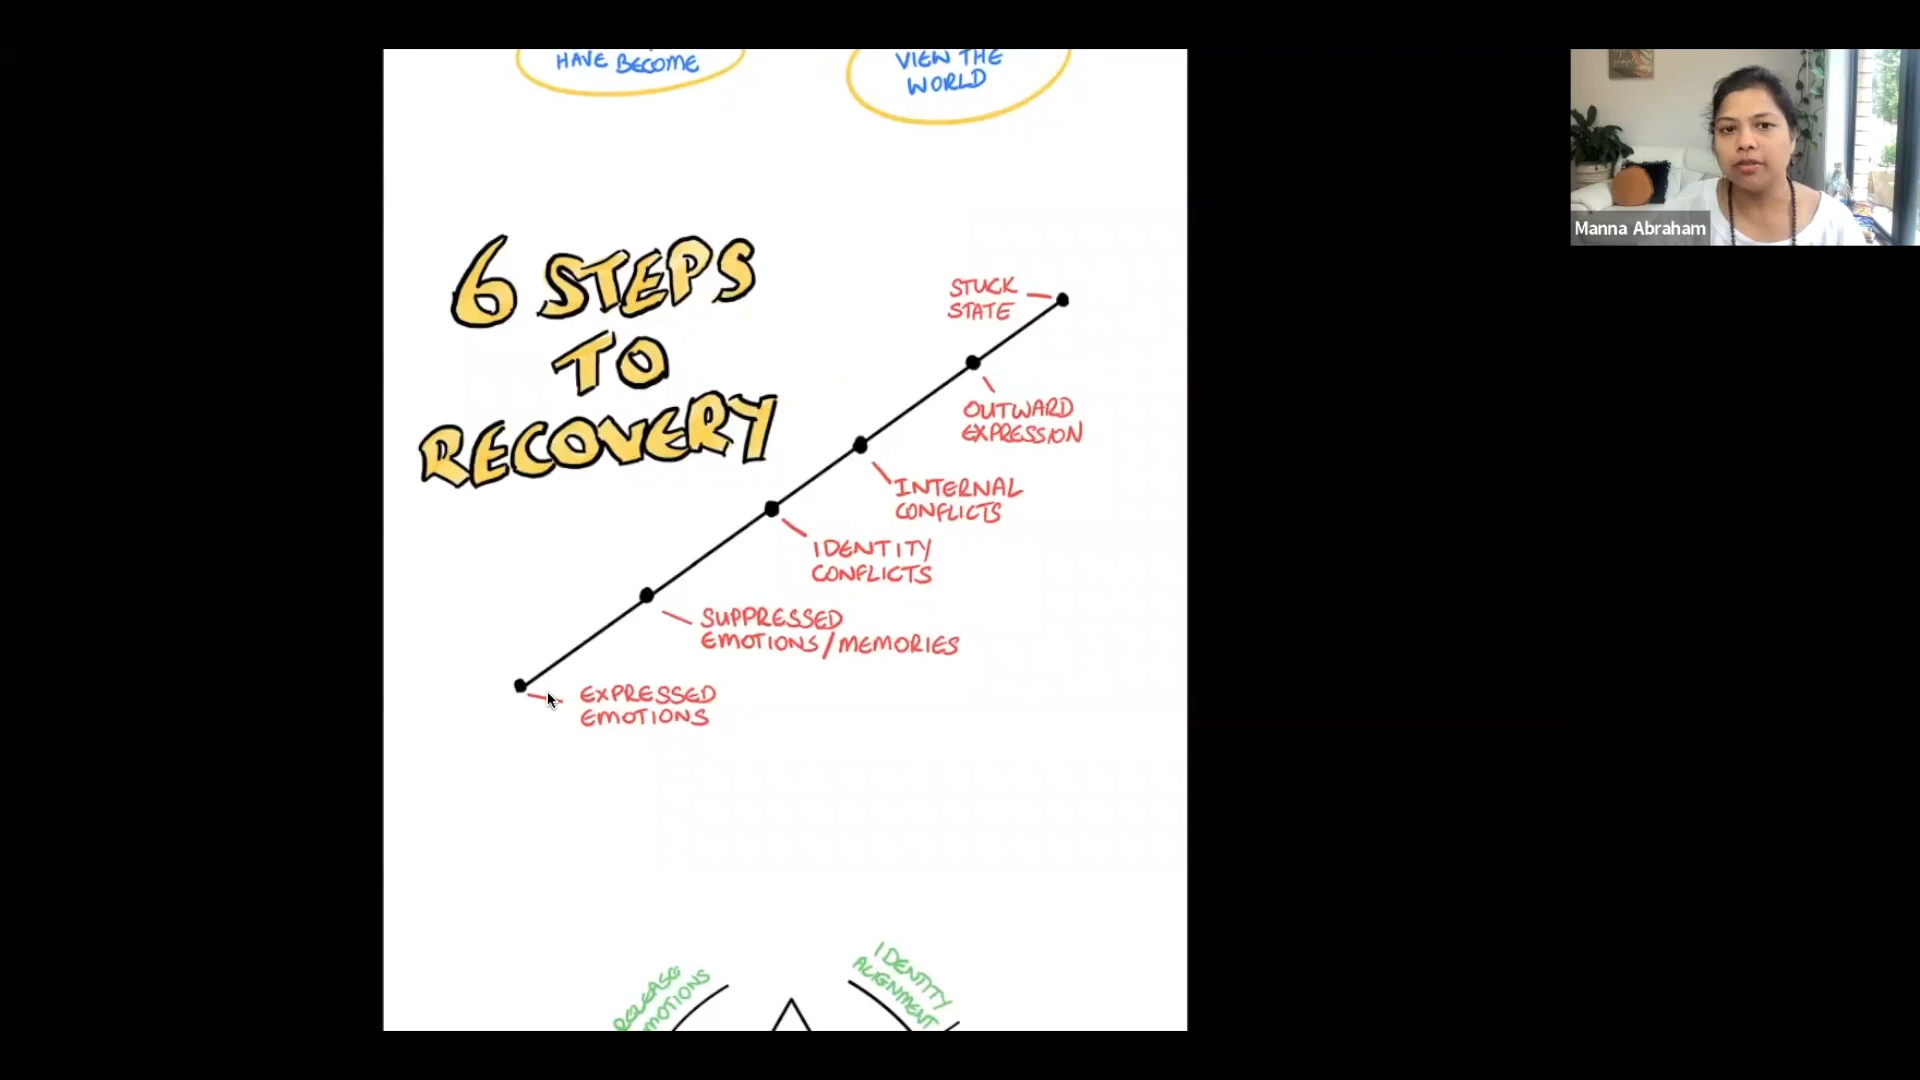 HAVE BECOME
VIEW THE
WORLD
Manna Abraham
6 STEPS
TO
RECOVERY
STUCK
STATE
OUTWARD
EXPRESSION
INTERNAL
CONFLICTS
IDENTITY
CONFLICTS
SUPPRESSED
EMOTIONS/MEMORIES
EXPRESSED
EMOTIONS
RELEASE
EMOTIONS
IDENTITY
ALIGNMENT